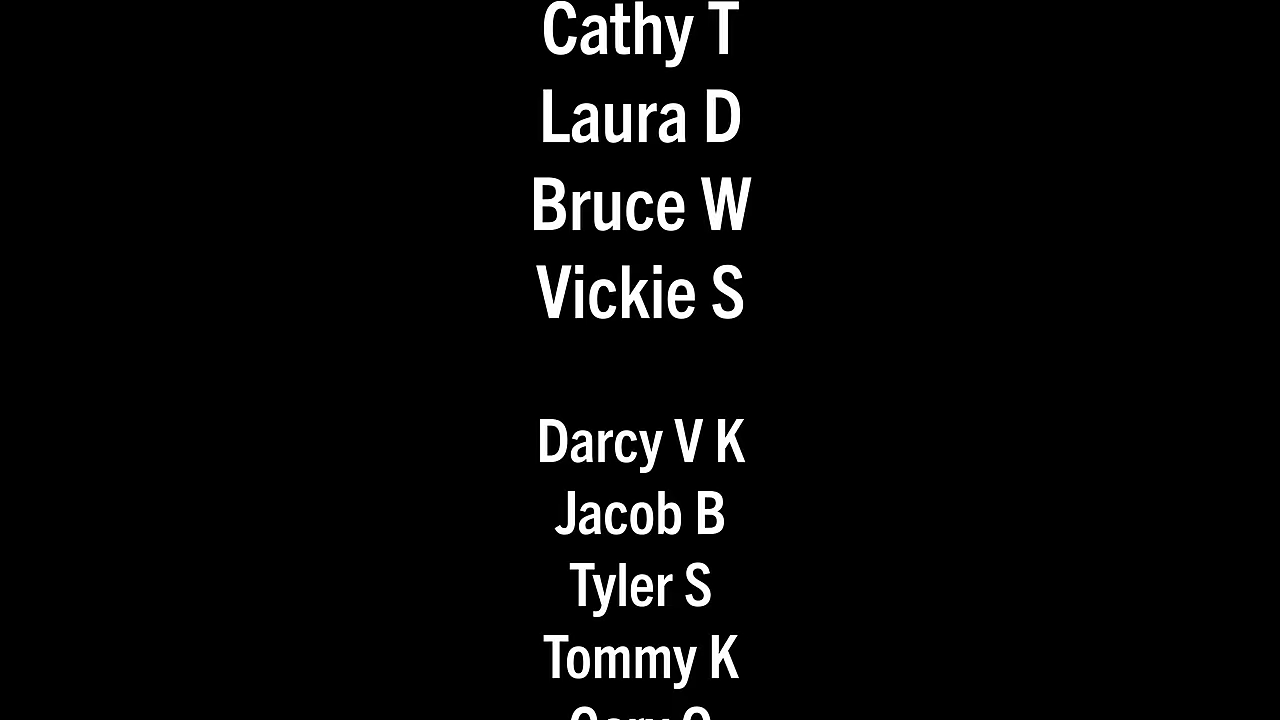 Cathy T
Laura D
Bruce W
Vickie S
Darcy V K
Jacob B
Tyler S
Tommy K